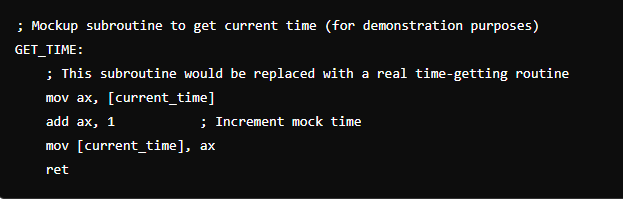 ; Mockup subroutine to get current time (for demonstration purposes)
GET_TIME:
    ; This subroutine would be replaced with a real time-getting routine
    mov ax, [current_time]
    add ax, 1           ; Increment mock time
    mov [current_time], ax
    ret